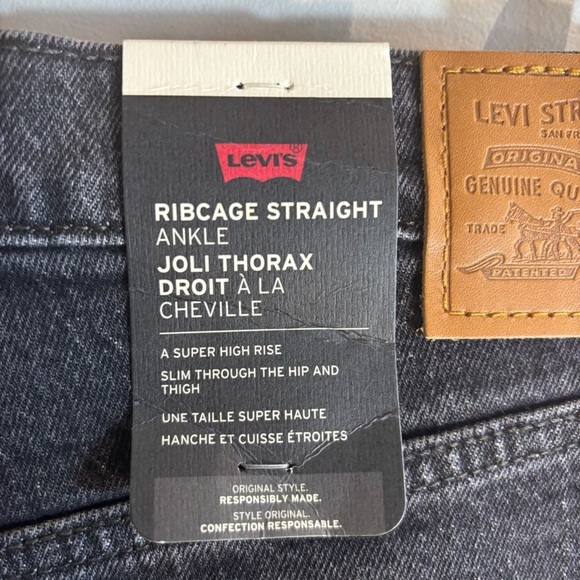 LEVI'S®
RIBCAGE STRAIGHT
ANKLE
JOLI THORAX
DROIT À LA
CHEVILLE
A SUPER HIGH RISE
SLIM THROUGH THE HIP AND
THIGH
UNE TAILLE SUPER HAUTE
HANCHE ET CUISSE ÉTROITES
ORIGINAL STYLE.
RESPONSIBLY MADE.
STYLE ORIGINAL.
CONFECTION RESPONSABLE.
LEVI STR
SAN FR
ORIGINA
GENUINE QU
TRADE
PATENTED